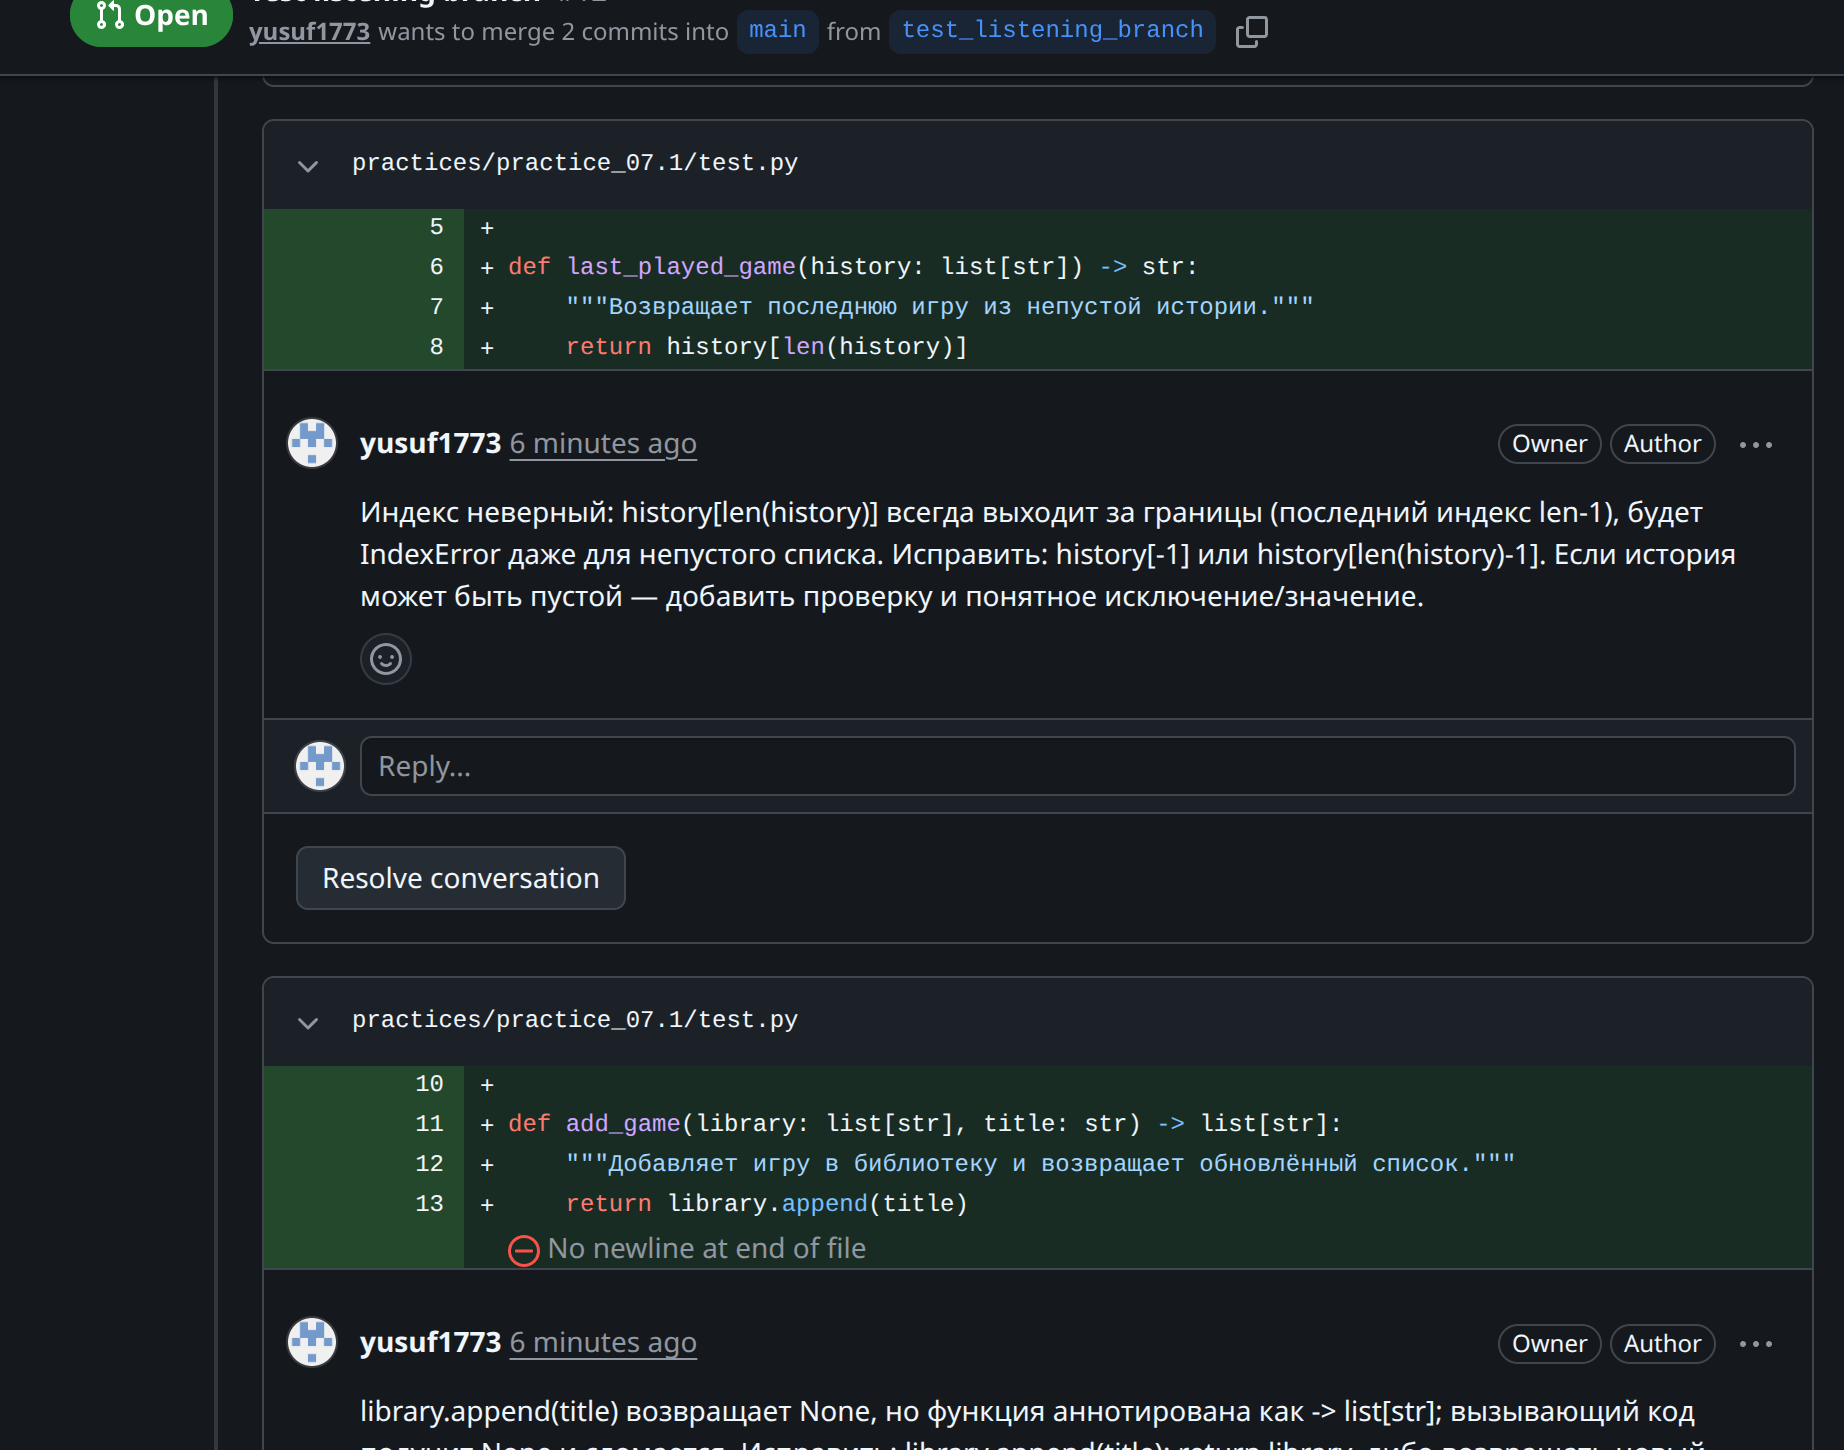 Open
yusuf1773 wants to merge 2 commits into main from test_listening_branch
practices/practice_07.1/test.py
5 +
6 + def last_played_game(history: list[str]) -> str:
7 + """Возвращает последнюю игру из непустой истории."""
8 + return history[len(history)]
yusuf1773 6 minutes ago Owner Author
Индекс неверный: history[len(history)] всегда выходит за границы (последний индекс len-1), будет
IndexError даже для непустого списка. Исправить: history[-1] или history[len(history)-1]. Если история
может быть пустой — добавить проверку и понятное исключение/значение.
Reply...
Resolve conversation
practices/practice_07.1/test.py
10 +
11 + def add_game(library: list[str], title: str) -> list[str]:
12 + """Добавляет игру в библиотеку и возвращает обновлённый список."""
13 + return library.append(title)
No newline at end of file
yusuf1773 6 minutes ago Owner Author
library.append(title) возвращает None, но функция аннотирована как -> list[str]; вызывающий код